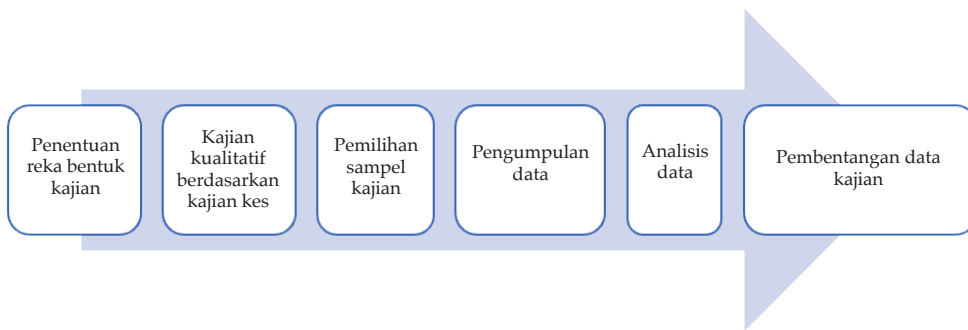 Penentuan
reka bentuk
kajian
Kajian
kualitatif
berdasarkan
kajian kes
Pemilihan
sampel
kajian
Pengumpulan
data
Analisis
data
Pembentangan data
kajian